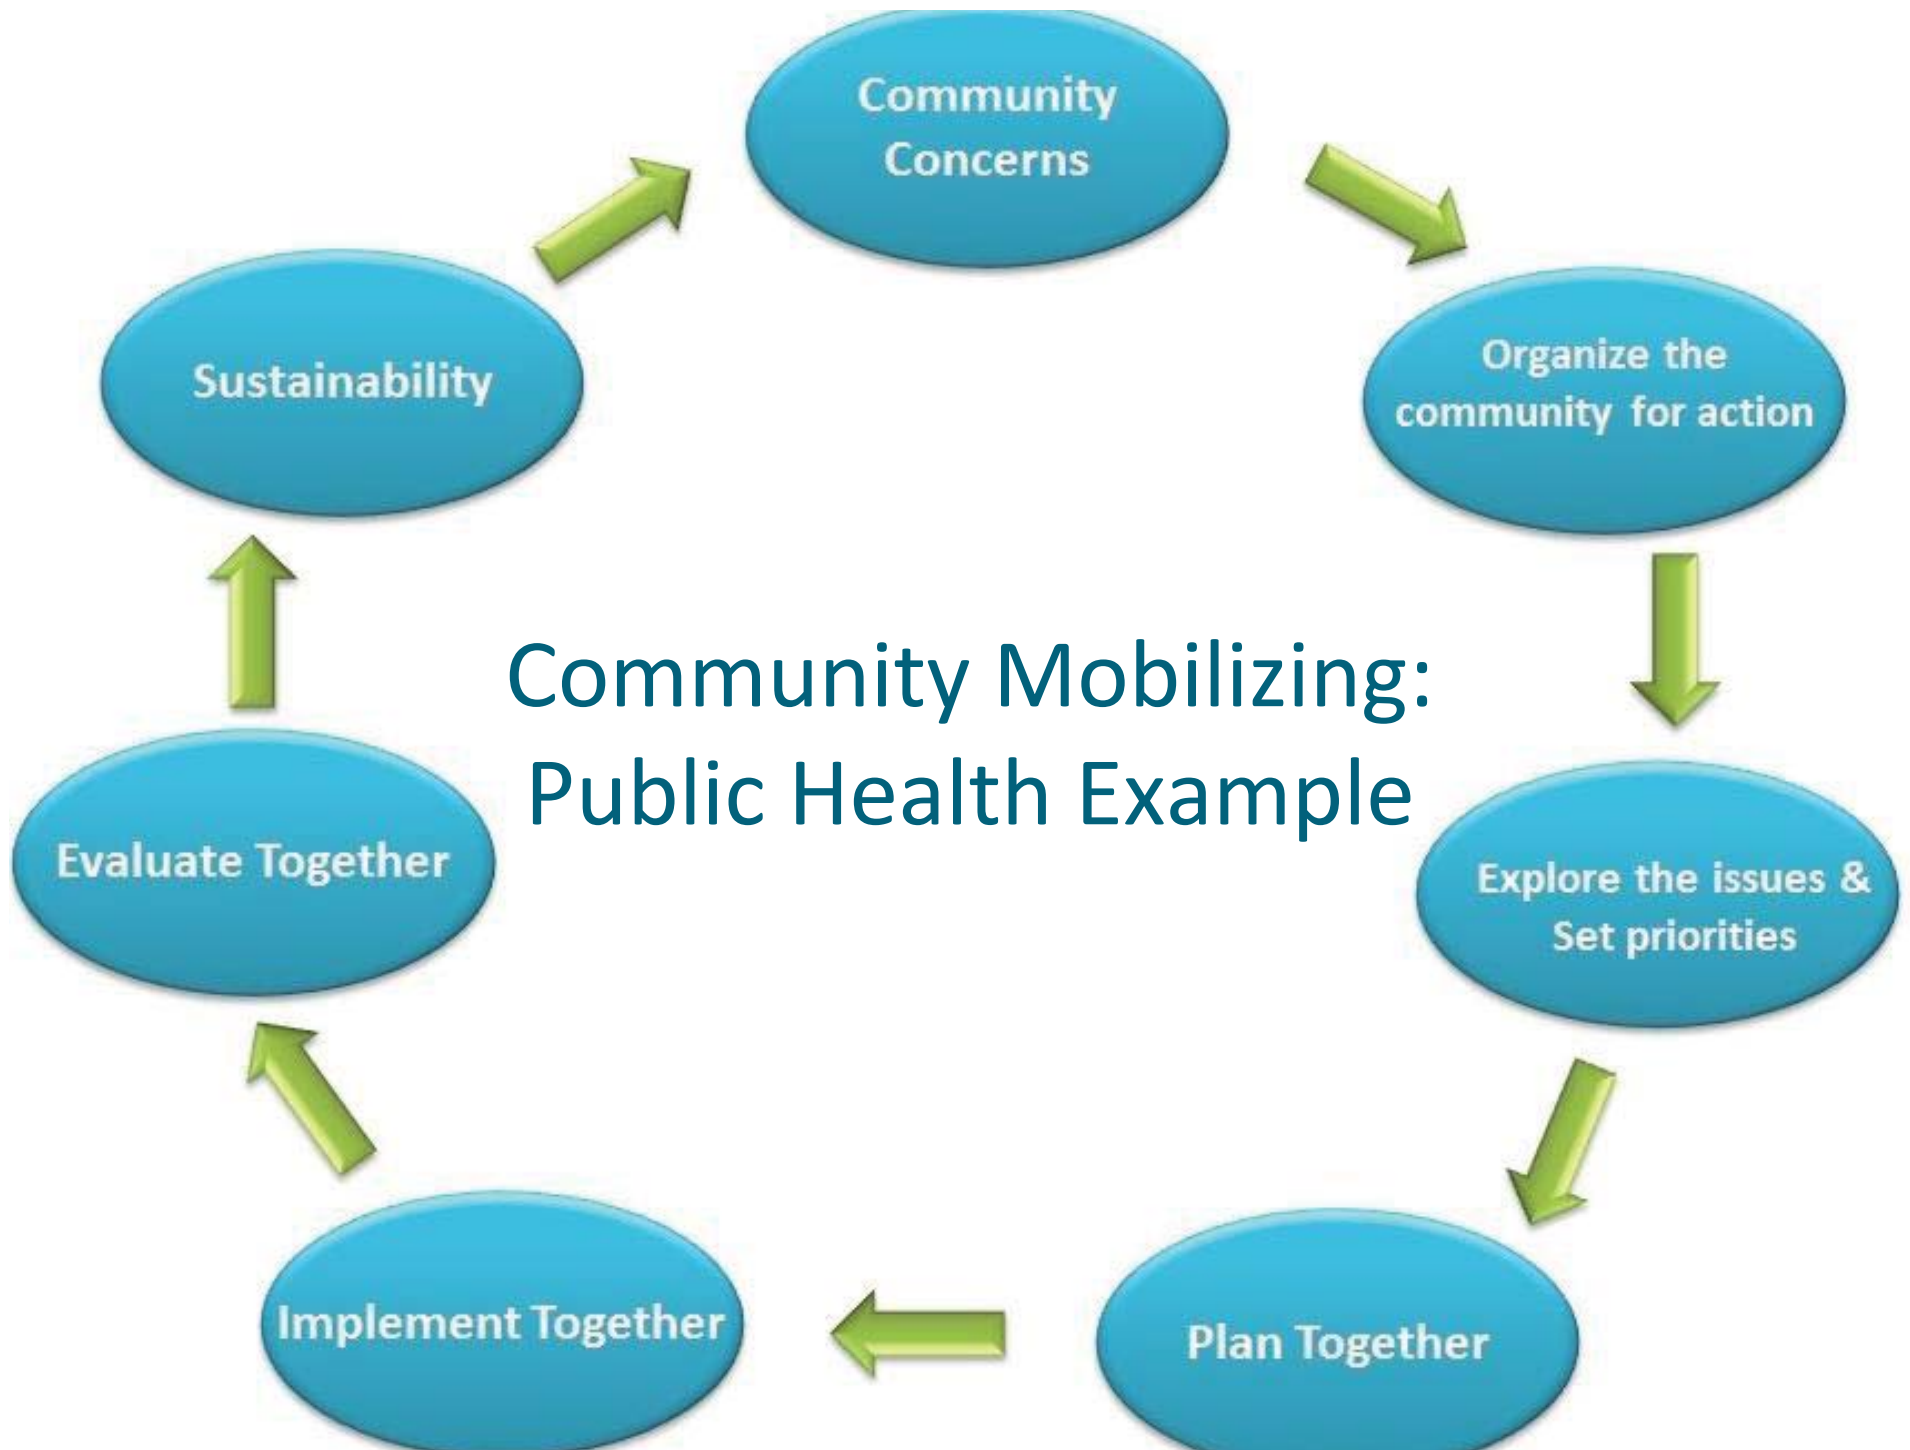 Community
Concerns
Organize the
community for action
Explore the issues &
Set priorities
Plan Together
Implement Together
Evaluate Together
Sustainability
Community Mobilizing:
Public Health Example